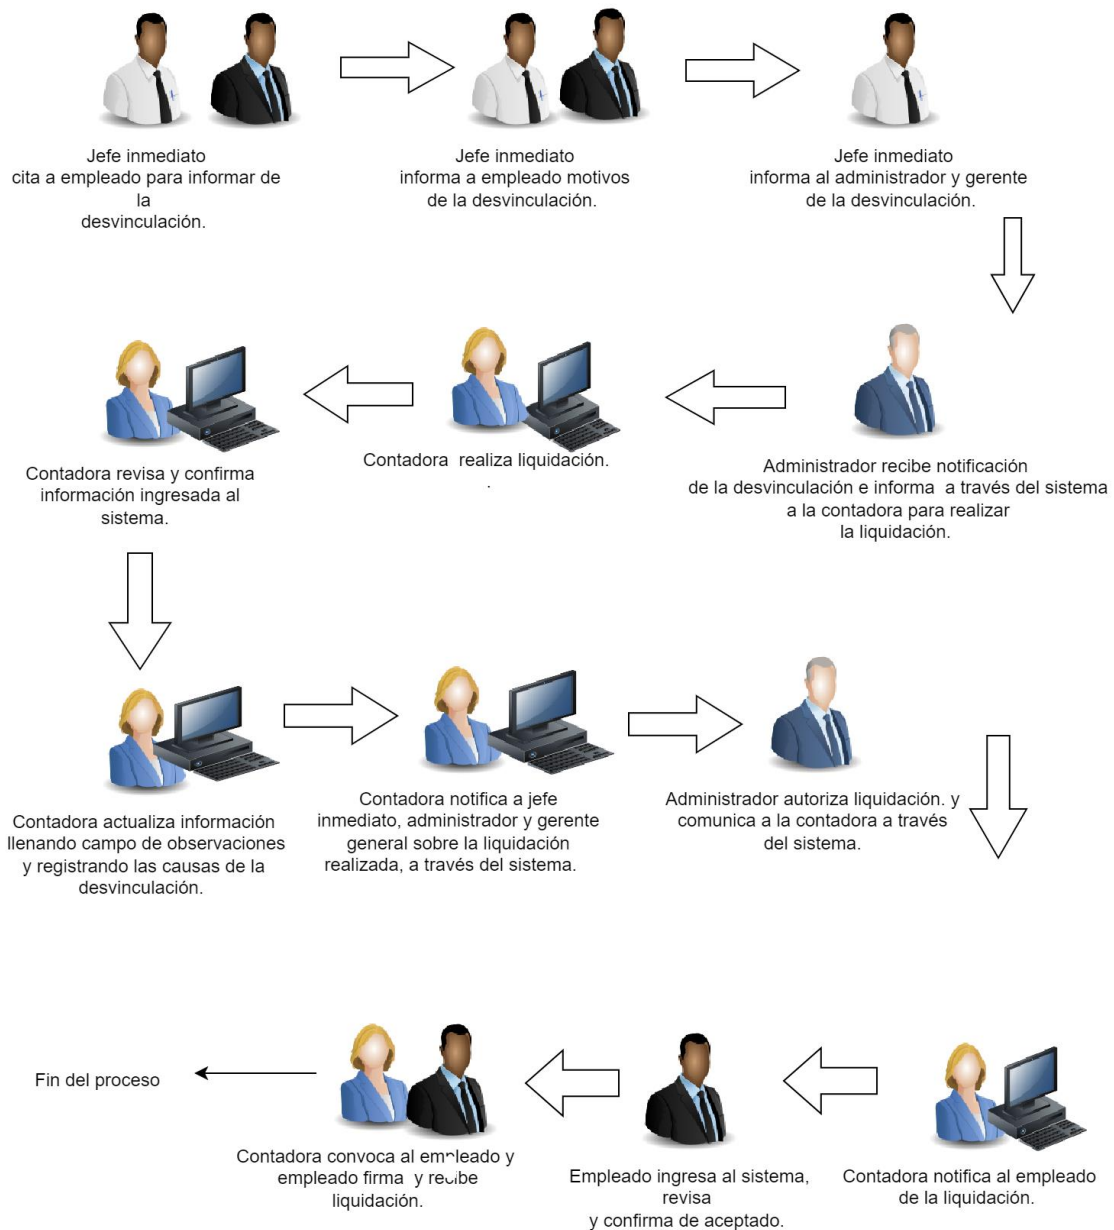 Jefe inmediato
cita a empleado para informar de
la
desvinculación.
Jefe inmediato
informa a empleado motivos
de la desvinculación.
Jefe inmediato
informa al administrador y gerente
de la desvinculación.
Administrador recibe notificación
de la desvinculación e informa a través del sistema
a la contadora para realizar
la liquidación.
Contadora realiza liquidación.
.
Contadora revisa y confirma
información ingresada al
sistema.
Contadora actualiza información
llenando campo de observaciones
y registrando las causas de la
desvinculación.
Contadora notifica a jefe
inmediato, administrador y gerente
general sobre la liquidación
realizada, a través del sistema.
Administrador autoriza liquidación. y
comunica a la contadora a través
del sistema.
Contadora notifica al empleado
de la liquidación.
Empleado ingresa al sistema,
revisa
y confirma de aceptado.
Contadora convoca al empleado y
empleado firma y recibe
liquidación.
Fin del proceso